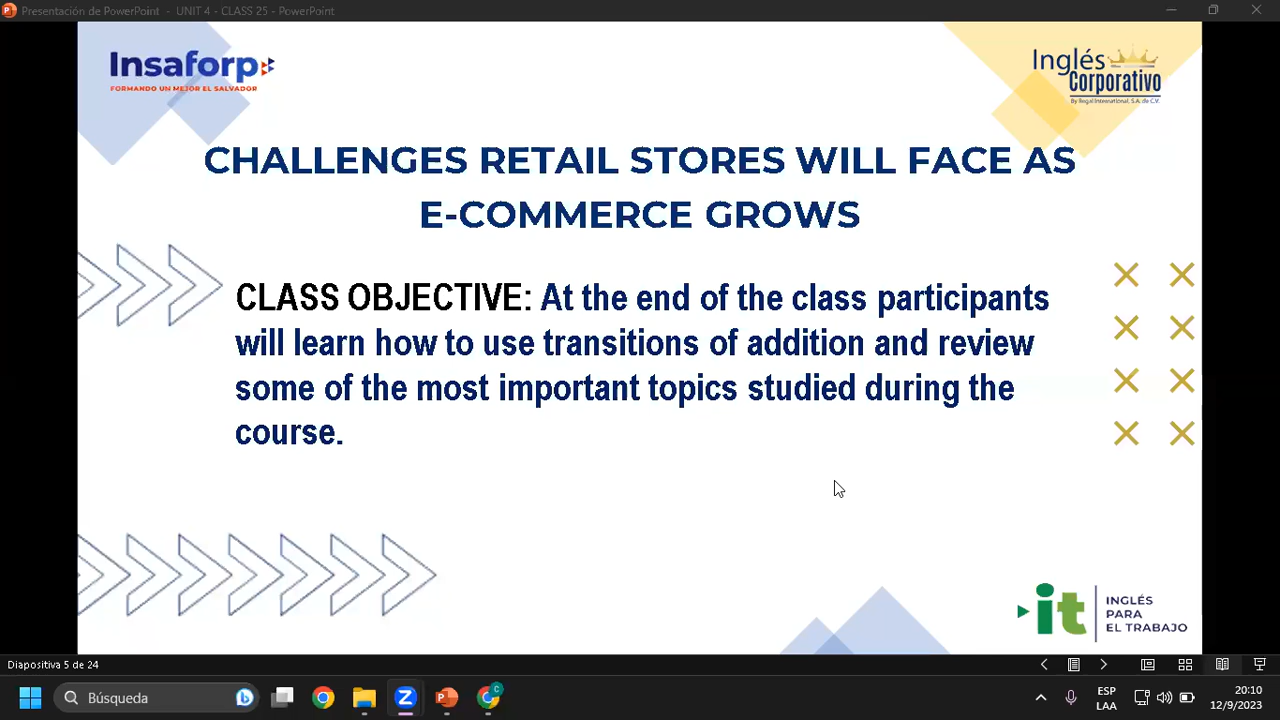 Presentación de PowerPoint - UNIT 4 - CLASS 25 - PowerPoint
Insaforp
FORMANDO UN MEJOR EL SALVADOR
Inglés
Corporativo
By Regal International, S.A. de C.V.
CHALLENGES RETAIL STORES WILL FACE AS
E-COMMERCE GROWS
CLASS OBJECTIVE: At the end of the class participants
will learn how to use transitions of addition and review
some of the most important topics studied during the
course.
it
INGLÉS
PARA
EL TRABAJO
Diapositiva 5 de 24
Búsqueda
ESP
LAA
20:10
12/9/2023